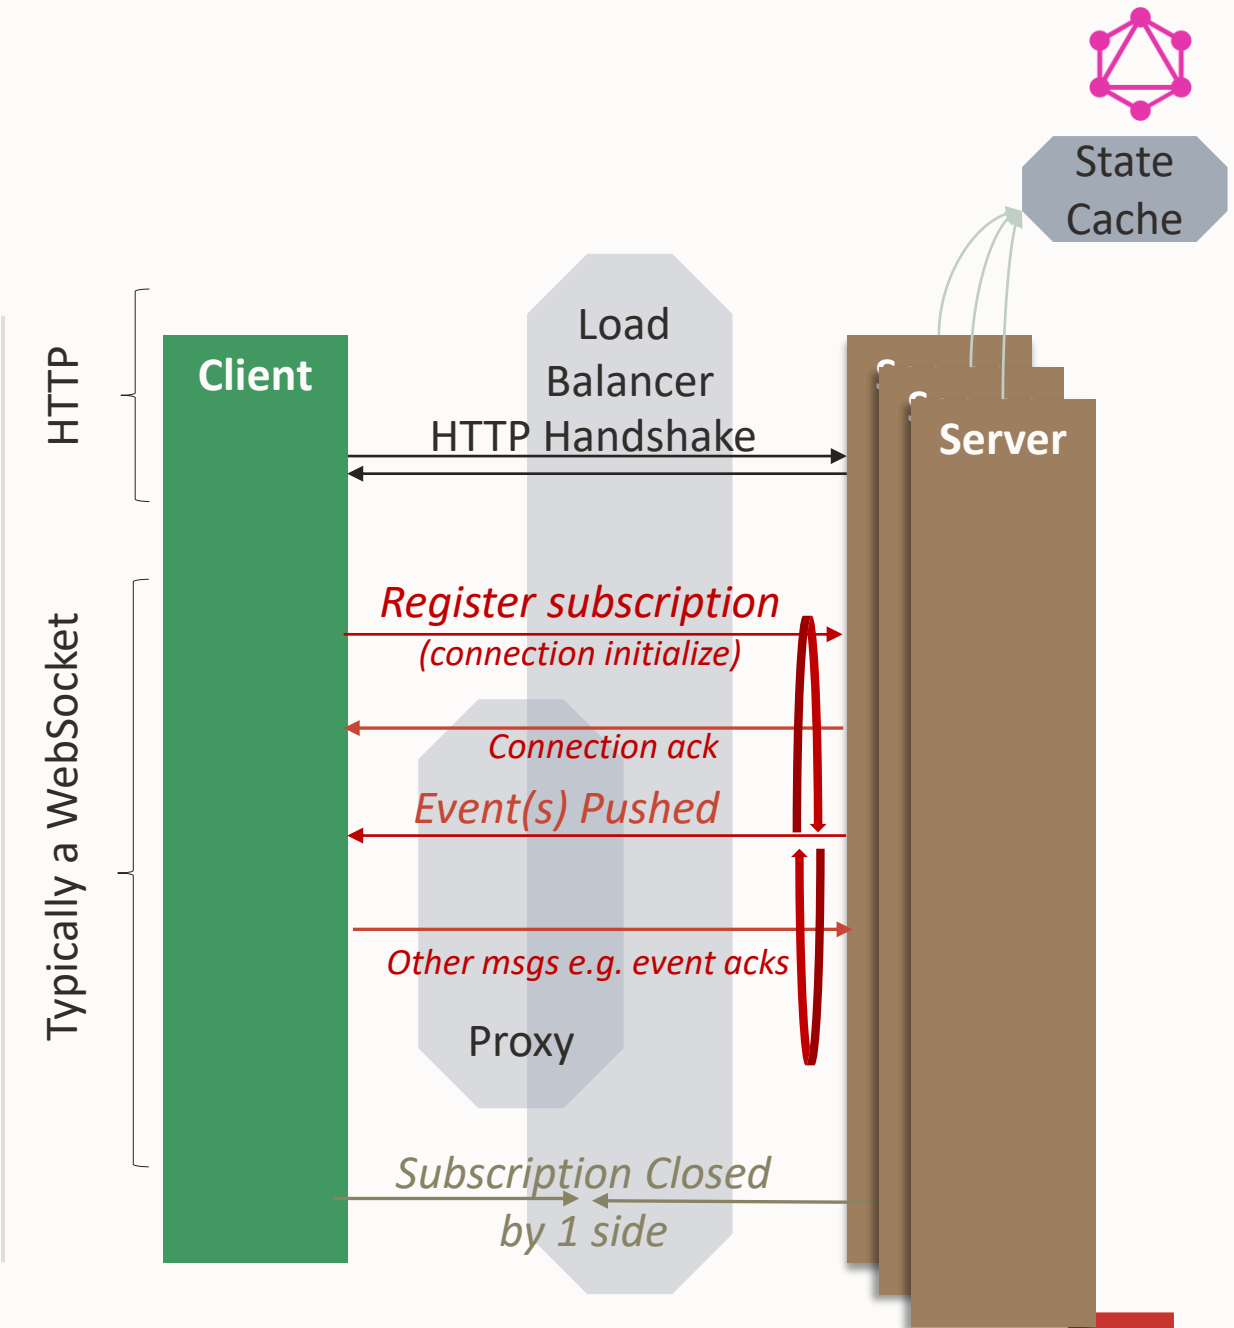 State
Cache
HTTP
Client
Load
Balancer
HTTP Handshake
S
S
Server
Typically a WebSocket
Register subscription
(connection initialize)
Connection ack
Event(s) Pushed
Other msgs e.g. event acks
Proxy
Subscription Closed
by 1 side